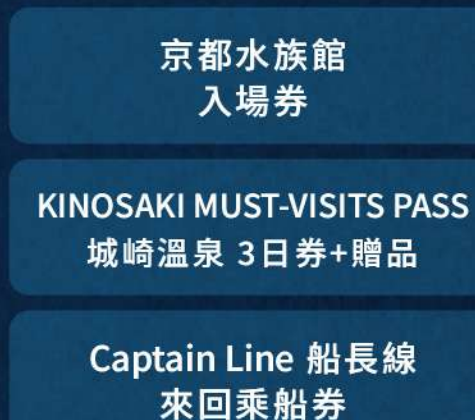 京都水族館
入場券
KINOSAKI MUST-VISITS PASS
城崎溫泉 3日券+贈品
Captain Line 船長線
來回乘船券